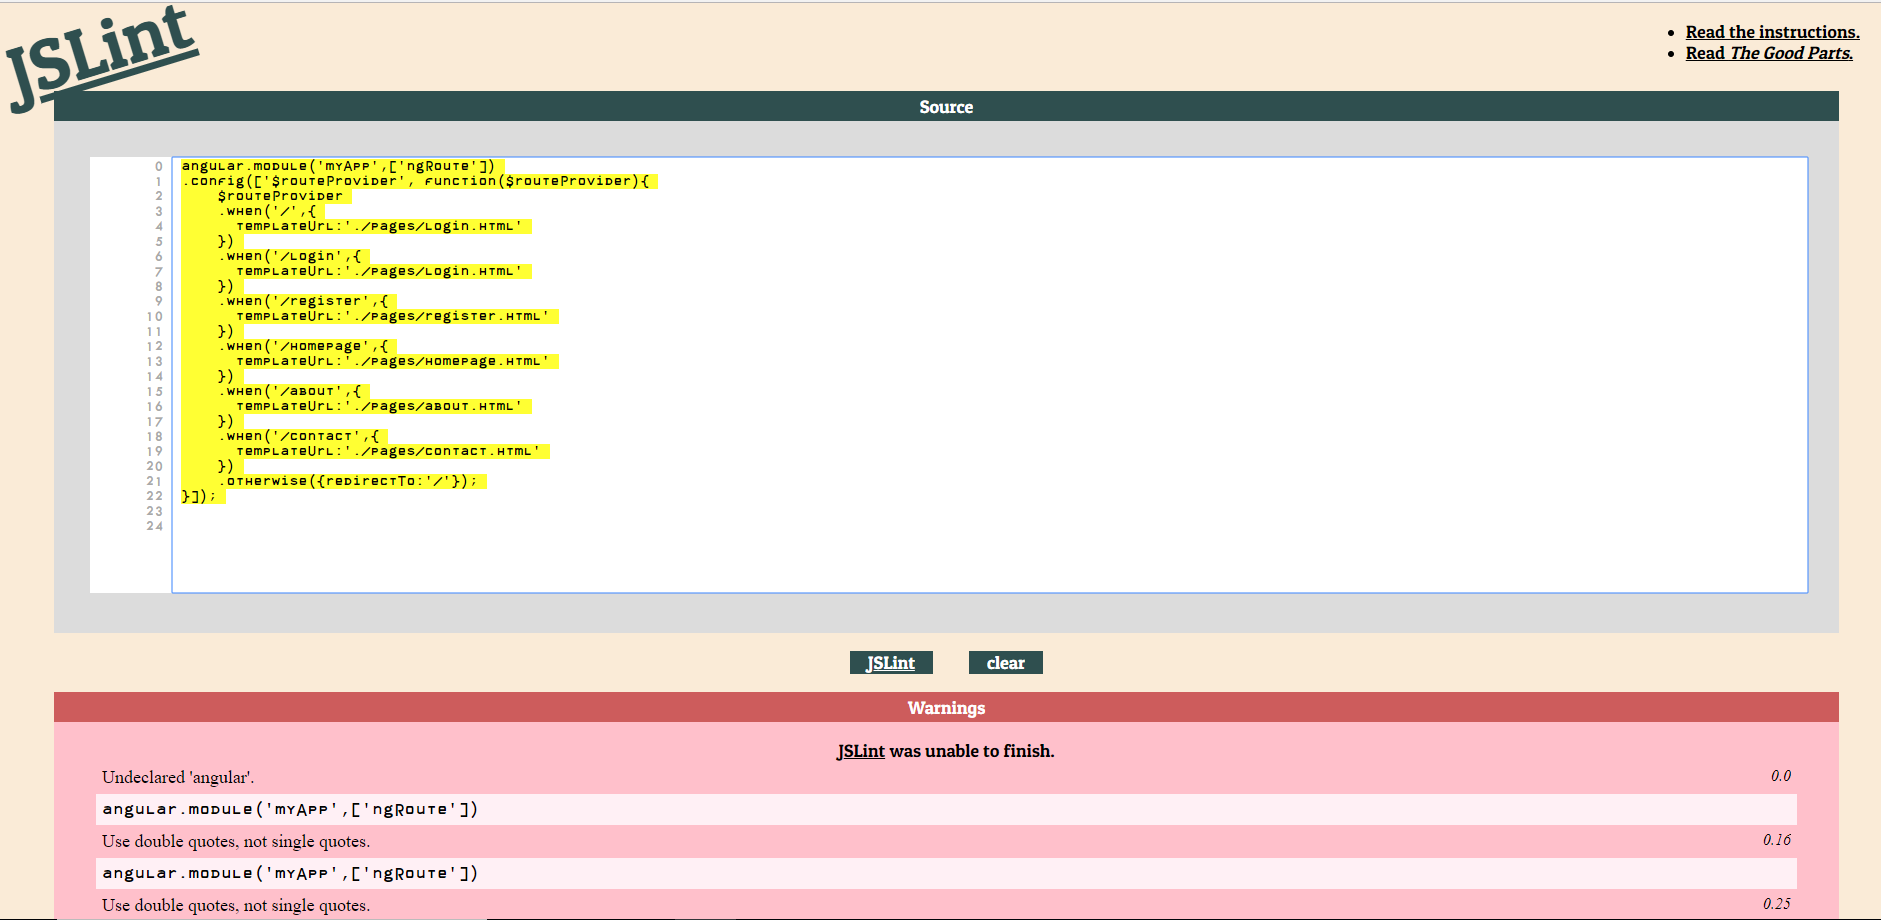 JSLint
Read the instructions.
Read The Good Parts.
Source
0 angular.module('myApp',['ngRoute'])
1 .config(['$routeProvider', function($routeProvider){
2 $routeProvider
3 .when('/',{
4 templateUrl:'./pages/login.html'
5 })
6 .when('/login',{
7 templateUrl:'./pages/login.html'
8 })
9 .when('/register',{
10 templateUrl:'./pages/register.html'
11 })
12 .when('/homepage',{
13 templateUrl:'./pages/homepage.html'
14 })
15 .when('/about',{
16 templateUrl:'./pages/about.html'
17 })
18 .when('/contact',{
19 templateUrl:'./pages/contact.html'
20 })
21 .otherwise({redirectTo:'/'});
22 }]);
23
24
JSLint clear
Warnings
JSLint was unable to finish.
Undeclared 'angular'. 0.0
angular.module('myApp',['ngRoute'])
Use double quotes, not single quotes. 0.16
angular.module('myApp',['ngRoute'])
Use double quotes, not single quotes. 0.25